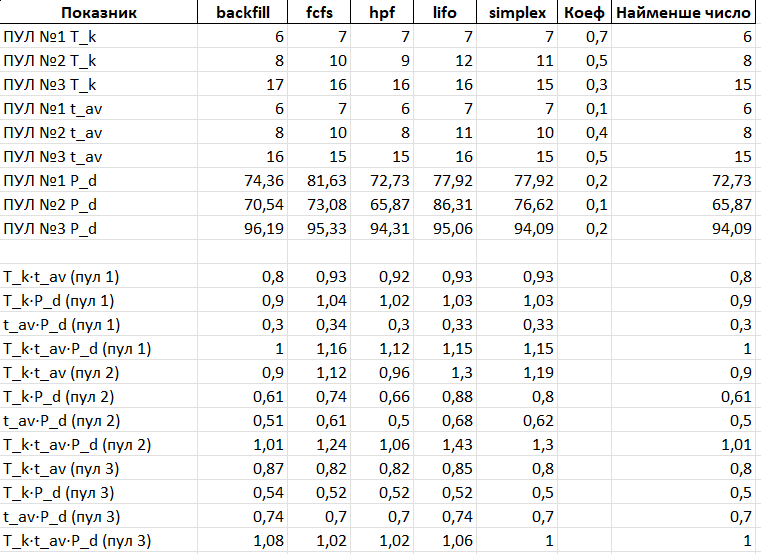 Показник backfill fcfs hpf lifo simplex Коеф Найменше число
ПУЛ №1 T_k 6 7 7 7 7 0,7 6
ПУЛ №2 T_k 8 10 9 12 11 0,5 8
ПУЛ №3 T_k 17 16 16 16 15 0,3 15
ПУЛ №1 t_av 6 7 6 7 7 0,1 6
ПУЛ №2 t_av 8 10 8 11 10 0,4 8
ПУЛ №3 t_av 16 15 15 16 15 0,5 15
ПУЛ №1 P_d 74,36 81,63 72,73 77,92 77,92 0,2 72,73
ПУЛ №2 P_d 70,54 73,08 65,87 86,31 76,62 0,1 65,87
ПУЛ №3 P_d 96,19 95,33 94,31 95,06 94,09 0,2 94,09
T_k·t_av (пул 1) 0,8 0,93 0,92 0,93 0,93 0,8
T_k·P_d (пул 1) 0,9 1,04 1,02 1,03 1,03 0,9
t_av·P_d (пул 1) 0,3 0,34 0,3 0,33 0,33 0,3
T_k·t_av·P_d (пул 1) 1 1,16 1,12 1,15 1,15 1
T_k·t_av (пул 2) 0,9 1,12 0,96 1,3 1,19 0,9
T_k·P_d (пул 2) 0,61 0,74 0,66 0,88 0,8 0,61
t_av·P_d (пул 2) 0,51 0,61 0,5 0,68 0,62 0,5
T_k·t_av·P_d (пул 2) 1,01 1,24 1,06 1,43 1,3 1,01
T_k·t_av (пул 3) 0,87 0,82 0,82 0,85 0,8 0,8
T_k·P_d (пул 3) 0,54 0,52 0,52 0,52 0,5 0,5
t_av·P_d (пул 3) 0,74 0,7 0,7 0,74 0,7 0,7
T_k·t_av·P_d (пул 3) 1,08 1,02 1,02 1,06 1 1